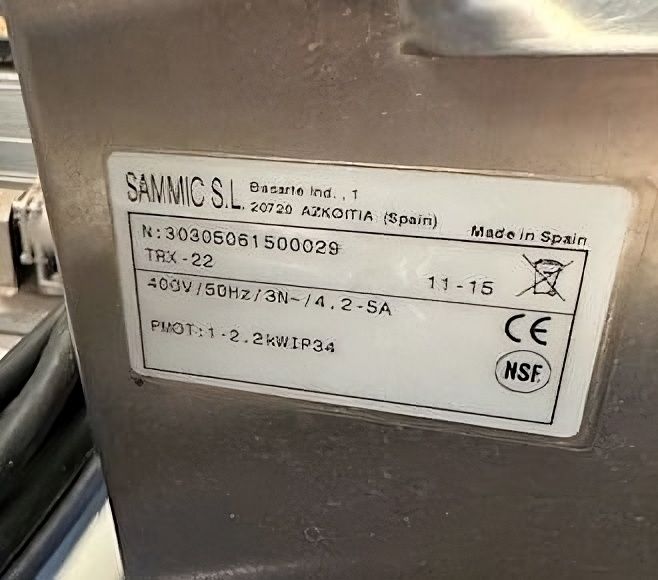 SAMMIC S.L. Basarte Ind., 1
20720 AZKOITIA (Spain)
Made in Spain
N:30305061500029
TRX-22
11-15
400V/50Hz/3N~/4.2-5A
PMOT:1-2.2kWIP34
CE
NSF